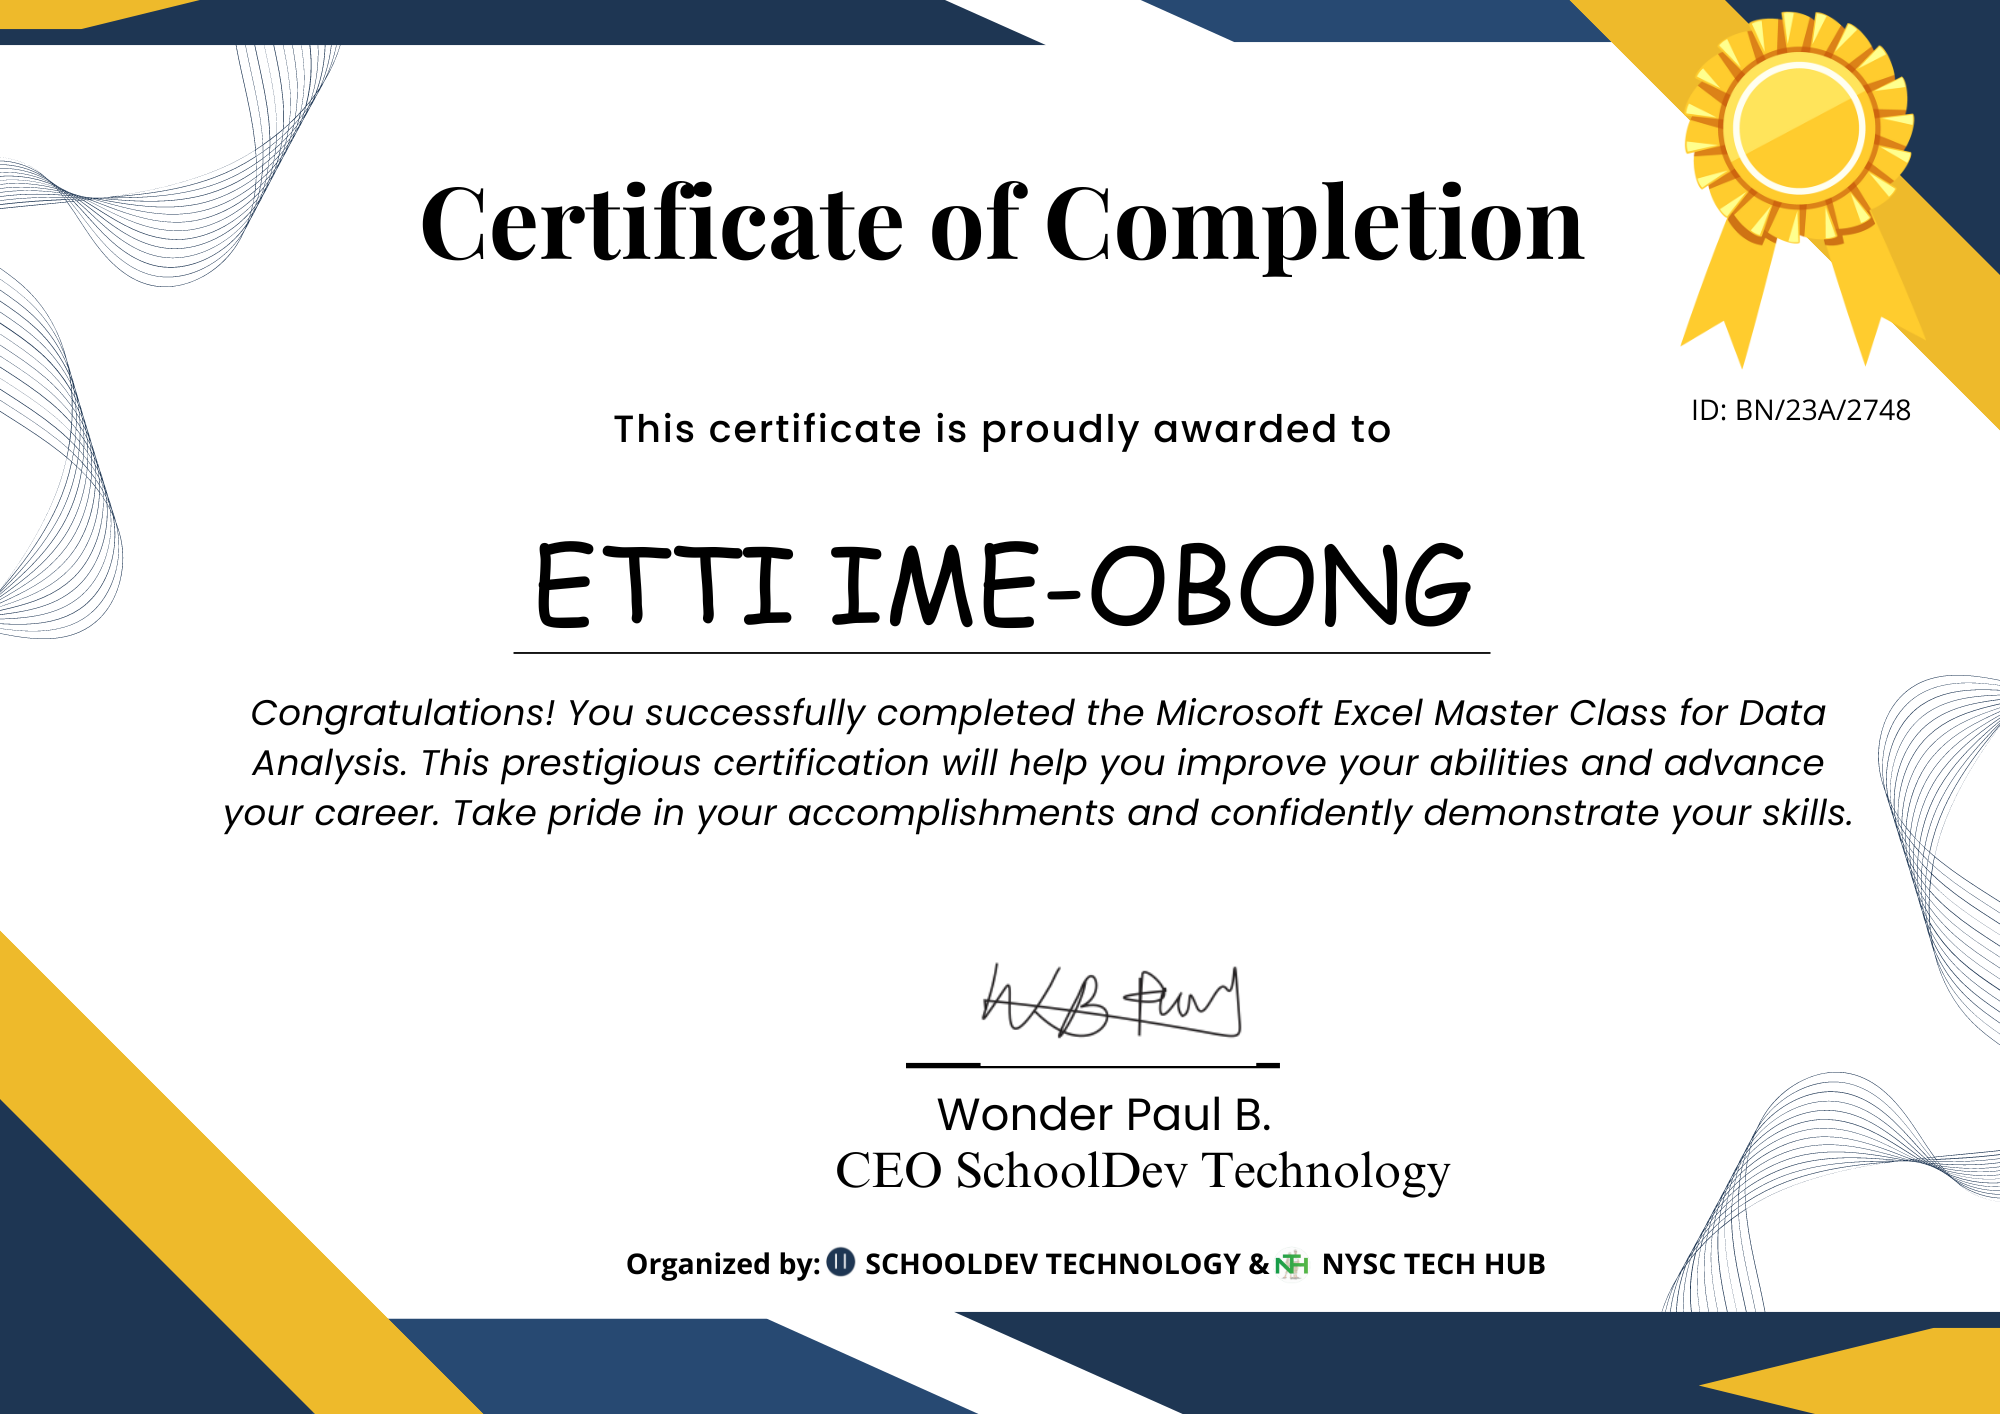 Certificate of Completion
ID: BN/23A/2748
This certificate is proudly awarded to
ETTI IME-OBONG
Congratulations! You successfully completed the Microsoft Excel Master Class for Data
Analysis. This prestigious certification will help you improve your abilities and advance
your career. Take pride in your accomplishments and confidently demonstrate your skills.
Wonder Paul B.
CEO SchoolDev Technology
Organized by: SCHOOLDEV TECHNOLOGY & NTH NYSC TECH HUB